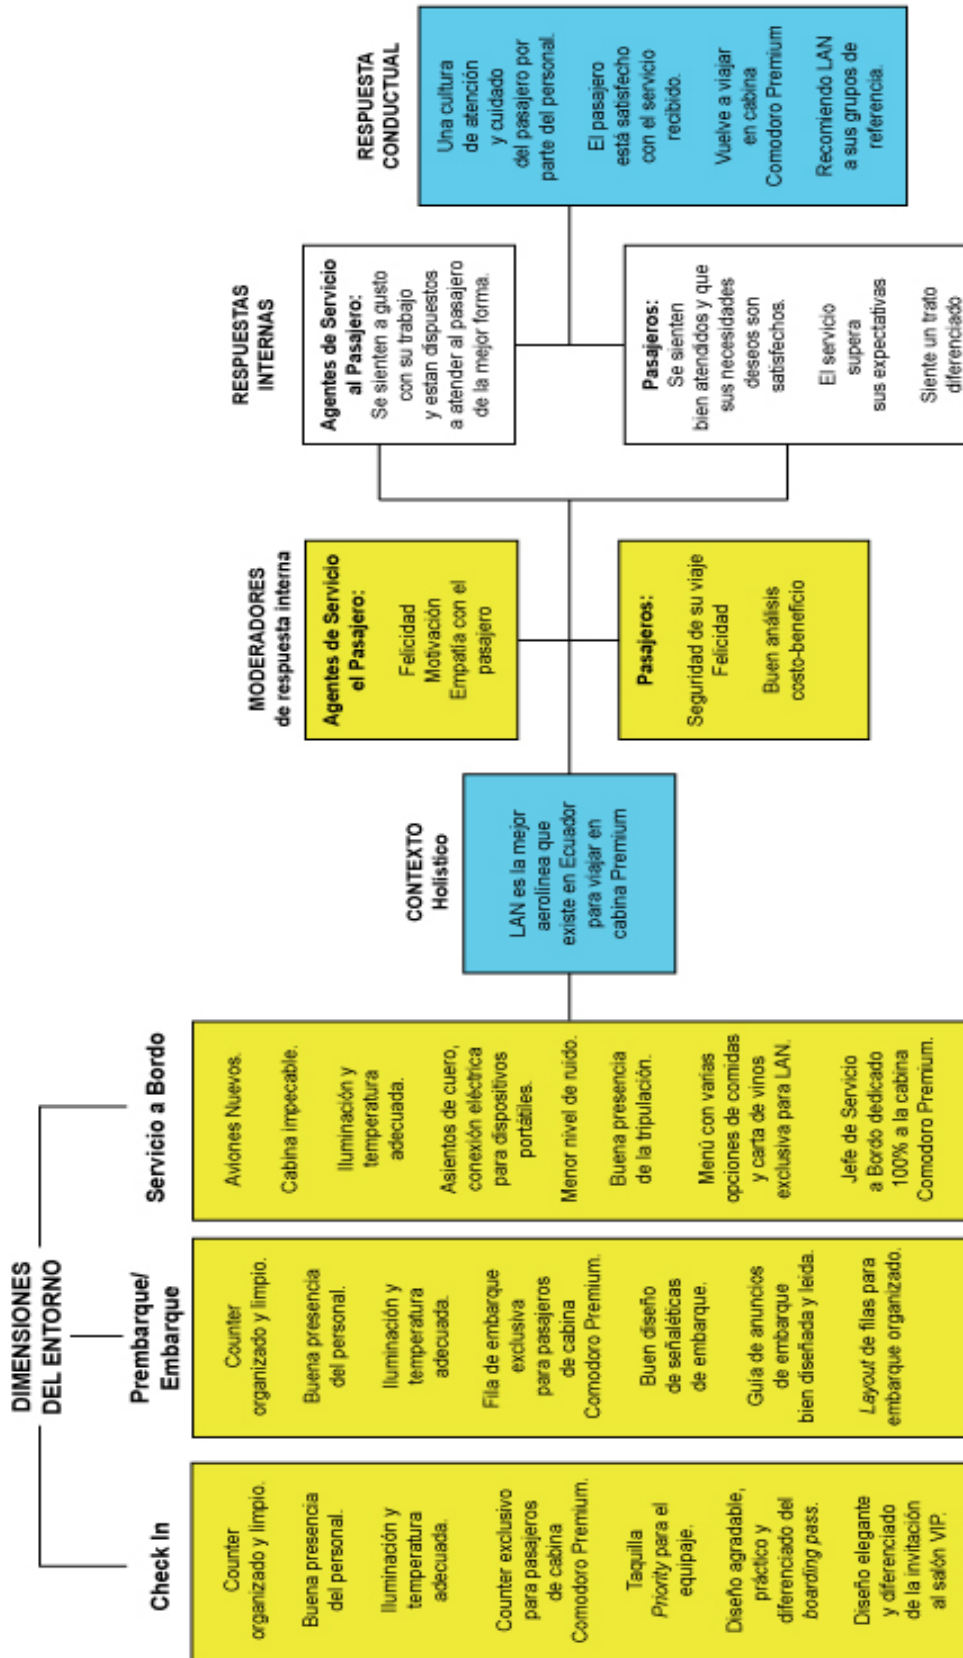 DIMENSIONES
DEL ENTORNO
Check In
Counter
organizado y limpio.
Buena presencia
del personal.
Iluminación y
temperatura
adecuada.
Counter exclusivo
para pasajeros
de cabina
Comodoro Premium.
Taquilla
Priority para el
equipaje.
Diseño agradable,
práctico y
diferenciado del
boarding pass.
Diseño elegante
y diferenciado
de la invitación
al salón VIP.
Prembarque/
Embarque
Counter
organizado y limpio.
Buena presencia
del personal.
Iluminación y
temperatura
adecuada.
Fila de embarque
exclusiva
para pasajeros
de cabina
Comodoro Premium.
Buen diseño
de señaléticas
de embarque.
Guía de anuncios
de embarque
bien diseñada y leida.
Layout de filas para
embarque organizado.
Servicio a Bordo
Aviones Nuevos.
Cabina impecable.
Iluminación y
temperatura
adecuada.
Asientos de cuero,
conexión eléctrica
para dispositivos
portátiles.
Menor nivel de ruido.
Buena presencia
de la tripulación.
Menú con varias
opciones de comidas
y carta de vinos
exclusiva para LAN.
Jefe de Servicio
a Bordo dedicado
100% a la cabina
Comodoro Premium.
CONTEXTO
Holístico
LAN es la mejor
aerolínea que
existe en Ecuador
para viajar en
cabina Premium
MODERADORES
de respuesta interna
Agentes de Servicio
el Pasajero:
Felicidad
Motivación
Empatía con el
pasajero
Pasajeros:
Seguridad de su viaje
Felicidad
Buen análisis
costo-beneficio
RESPUESTAS
INTERNAS
Agentes de Servicio
al Pasajero:
Se sienten a gusto
con su trabajo
y estan dispuestos
a atender al pasajero
de la mejor forma.
Pasajeros:
Se sienten
bien atendidos y que
sus necesidades
deseos son
satisfechos.
El servicio
supera
sus expectativas
Siente un trato
diferenciado
RESPUESTA
CONDUCTUAL
Una cultura
de atención
y cuidado
del pasajero por
parte del personal.
El pasajero
está satisfecho
con el servicio
recibido.
Vuelve a viajar
en cabina
Comodoro Premium
Recomiendo LAN
a sus grupos de
referencia.